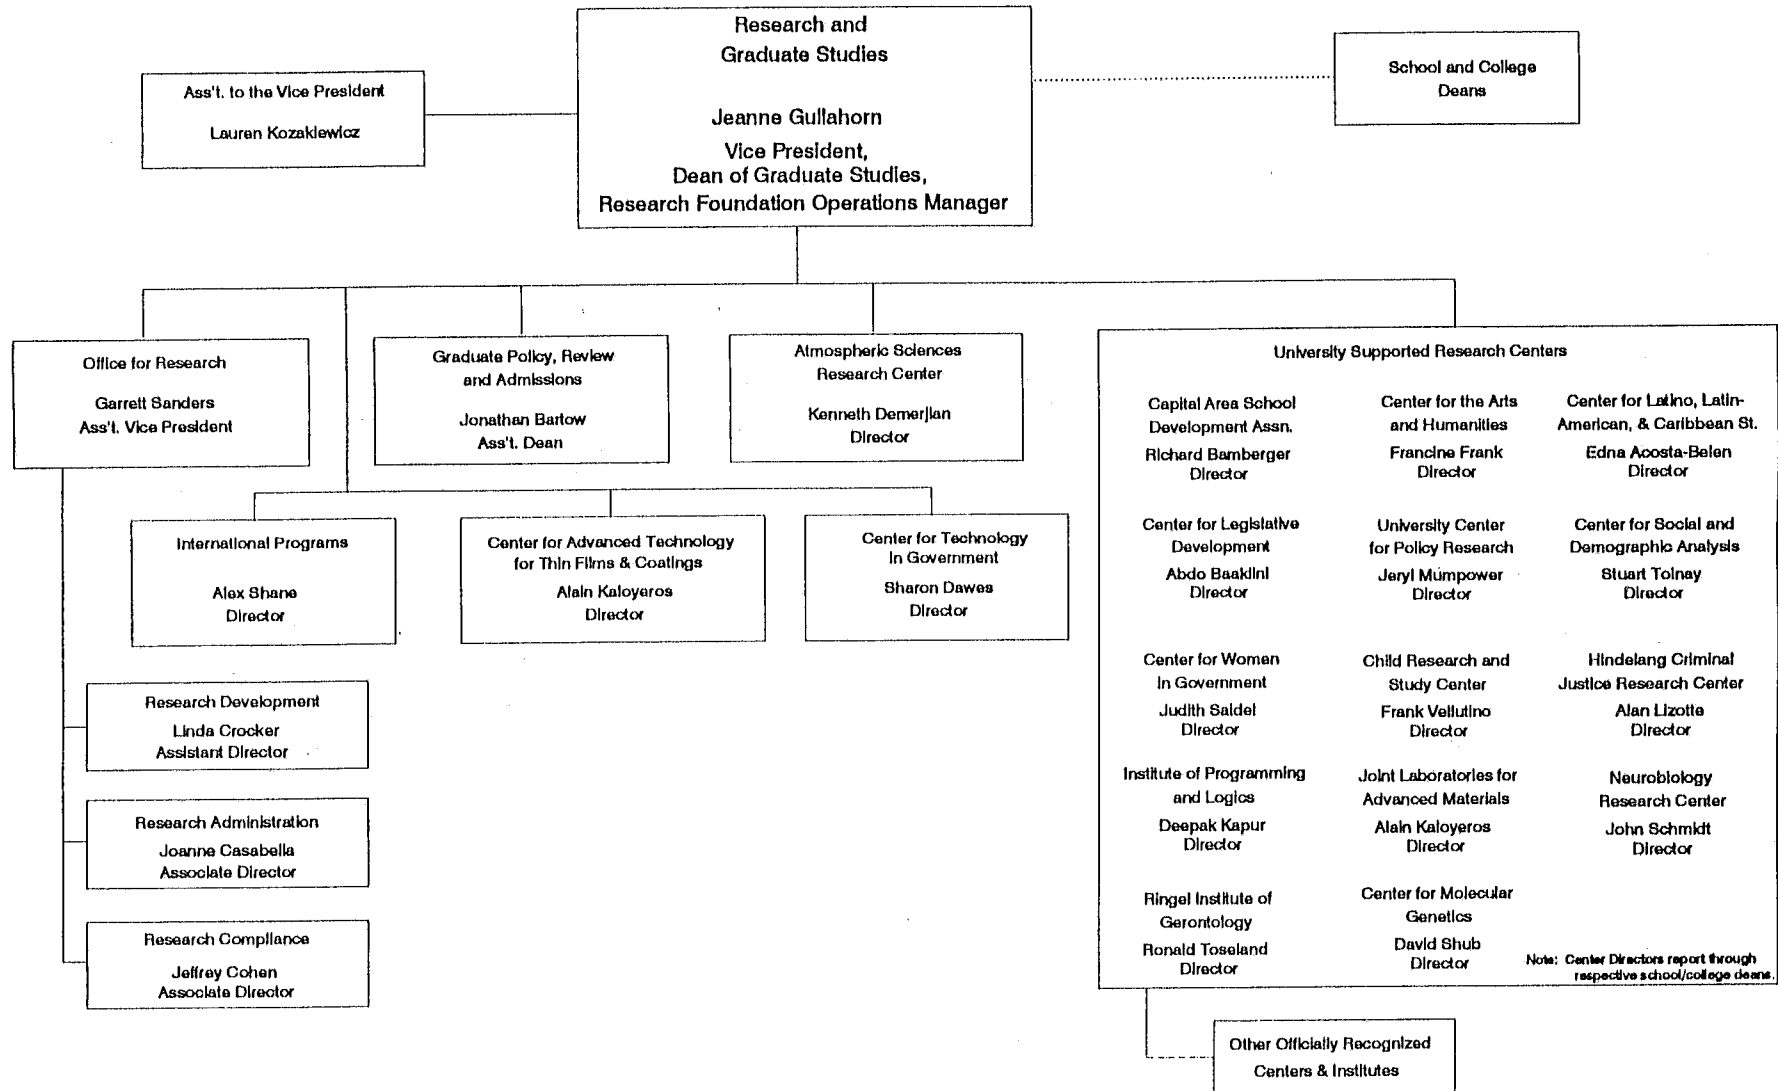 Research and
Graduate Studies
Jeanne Gullahorn
Vice President,
Dean of Graduate Studies,
Research Foundation Operations Manager
Ass't. to the Vice President
Lauren Kozakiewicz
School and College
Deans
Office for Research
Garrett Sanders
Ass't. Vice President
Graduate Policy, Review
and Admissions
Jonathan Bartow
Ass't. Dean
Atmospheric Sciences
Research Center
Kenneth Demerjian
Director
International Programs
Alex Shane
Director
Center for Advanced Technology
for Thin Films & Coatings
Alain Kaloyeros
Director
Center for Technology
in Government
Sharon Dawes
Director
Research Development
Linda Crocker
Assistant Director
Research Administration
Joanne Casabella
Associate Director
Research Compliance
Jeffrey Cohen
Associate Director
University Supported Research Centers
Capital Area School
Development Assn.
Richard Bamberger
Director
Center for the Arts
and Humanities
Francine Frank
Director
Center for Latino, Latin-
American, & Caribbean St.
Edna Acosta-Belen
Director
Center for Legislative
Development
Abdo Baaklini
Director
University Center
for Policy Research
Jeryl Mumpower
Director
Center for Social and
Demographic Analysis
Stuart Tolnay
Director
Center for Women
in Government
Judith Saidel
Director
Child Research and
Study Center
Frank Vellutino
Director
Hindelang Criminal
Justice Research Center
Alan Lizotte
Director
Institute of Programming
and Logics
Deepak Kapur
Director
Joint Laboratories for
Advanced Materials
Alain Kaloyeros
Director
Neurobiology
Research Center
John Schmidt
Director
Ringel Institute of
Gerontology
Ronald Toseland
Director
Center for Molecular
Genetics
David Shub
Director
Note: Center Directors report through
respective school/college deans.
Other Officially Recognized
Centers & Institutes